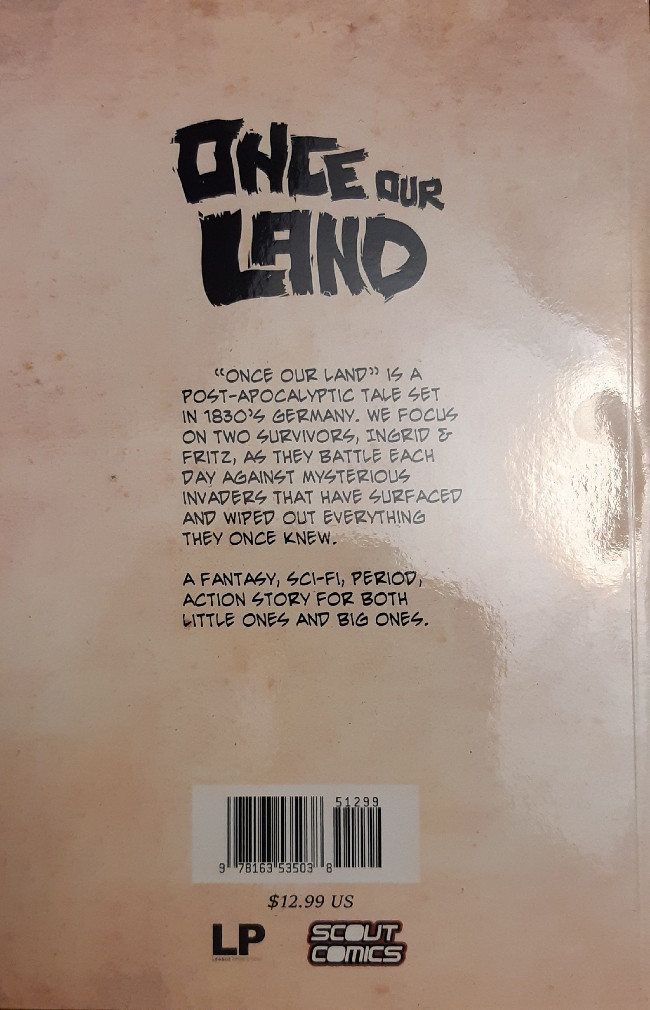 ONCE OUR
LAND
“ONCE OUR LAND” IS A
POST-APOCALYPTIC TALE SET
IN 1830'S GERMANY. WE FOCUS
ON TWO SURVIVORS, INGRID &
FRITZ, AS THEY BATTLE EACH
DAY AGAINST MYSTERIOUS
INVADERS THAT HAVE SURFACED
AND WIPED OUT EVERYTHING
THEY ONCE KNEW.
A FANTASY, SCI-FI, PERIOD,
ACTION STORY FOR BOTH
LITTLE ONES AND BIG ONES.
51299
9 78163 53503 8
$12.99 US
LP
SCOUT
COMICS